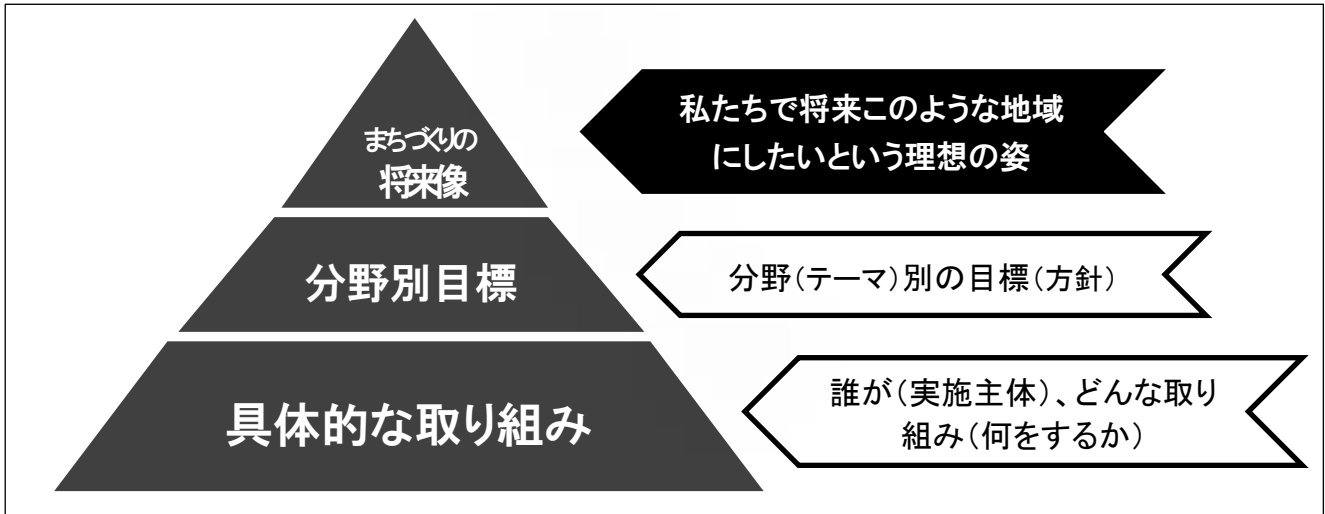 まちづくりの
将来像
私たちで将来このような地域
にしたいという理想の姿
分野別目標
分野(テーマ)別の目標(方針)
具体的な取り組み
誰が(実施主体)、どんな取り
組み(何をするか)